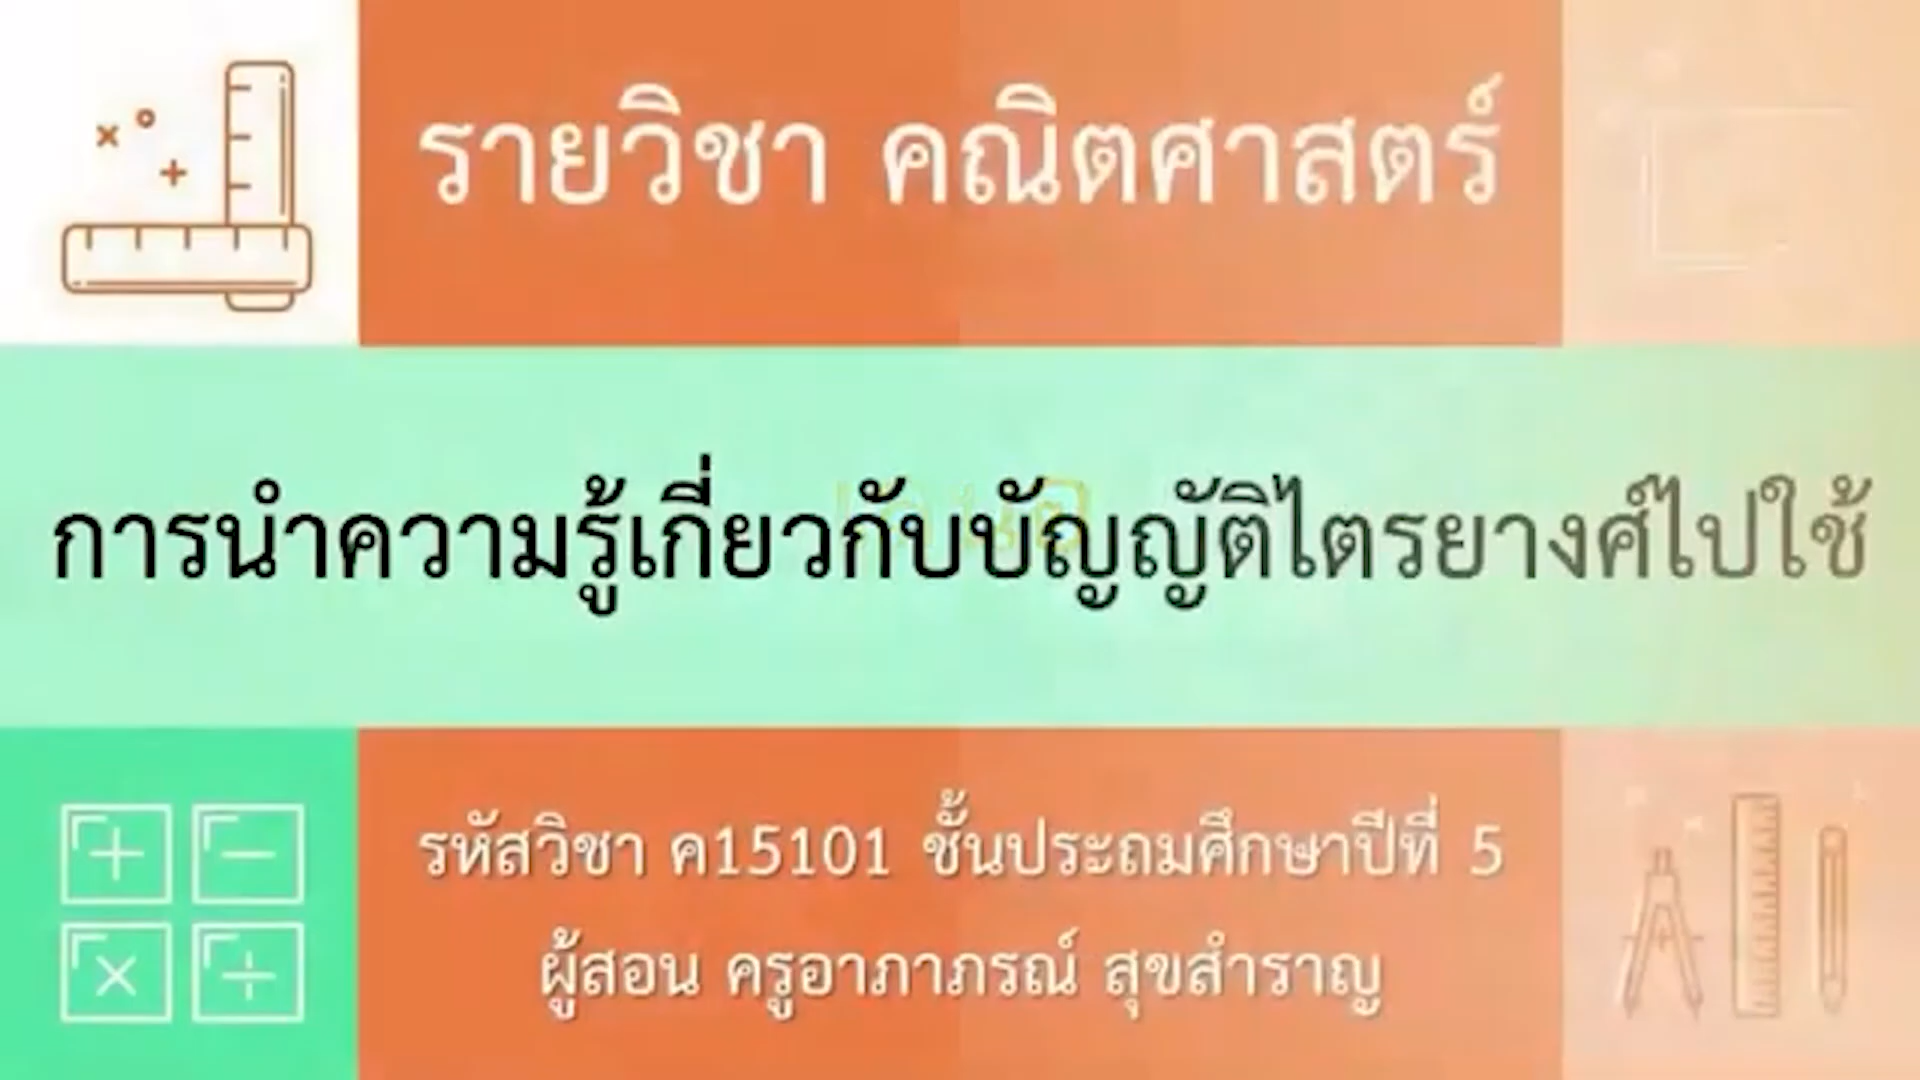 รายวิชา คณิตศาสตร์
การนำความรู้เกี่ยวกับบัญญัติไตรยางศ์ไปใช้
รหัสวิชา ค15101 ชั้นประถมศึกษาปีที่ 5
ผู้สอน ครูอาภาภรณ์ สุขสำราญ